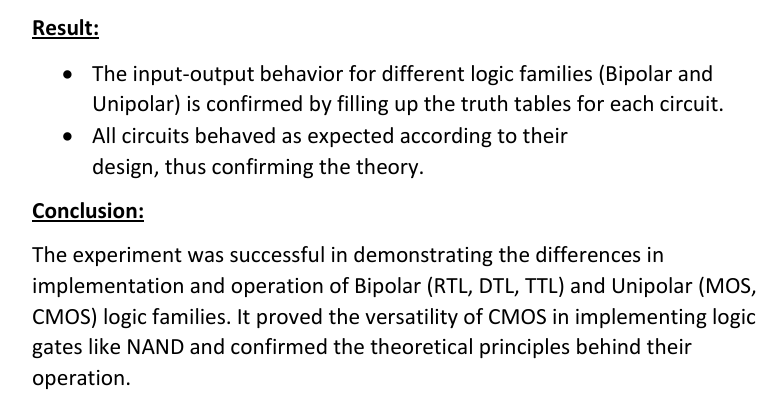 Result:
• The input-output behavior for different logic families (Bipolar and
Unipolar) is confirmed by filling up the truth tables for each circuit.
• All circuits behaved as expected according to their
design, thus confirming the theory.
Conclusion:
The experiment was successful in demonstrating the differences in
implementation and operation of Bipolar (RTL, DTL, TTL) and Unipolar (MOS,
CMOS) logic families. It proved the versatility of CMOS in implementing logic
gates like NAND and confirmed the theoretical principles behind their
operation.